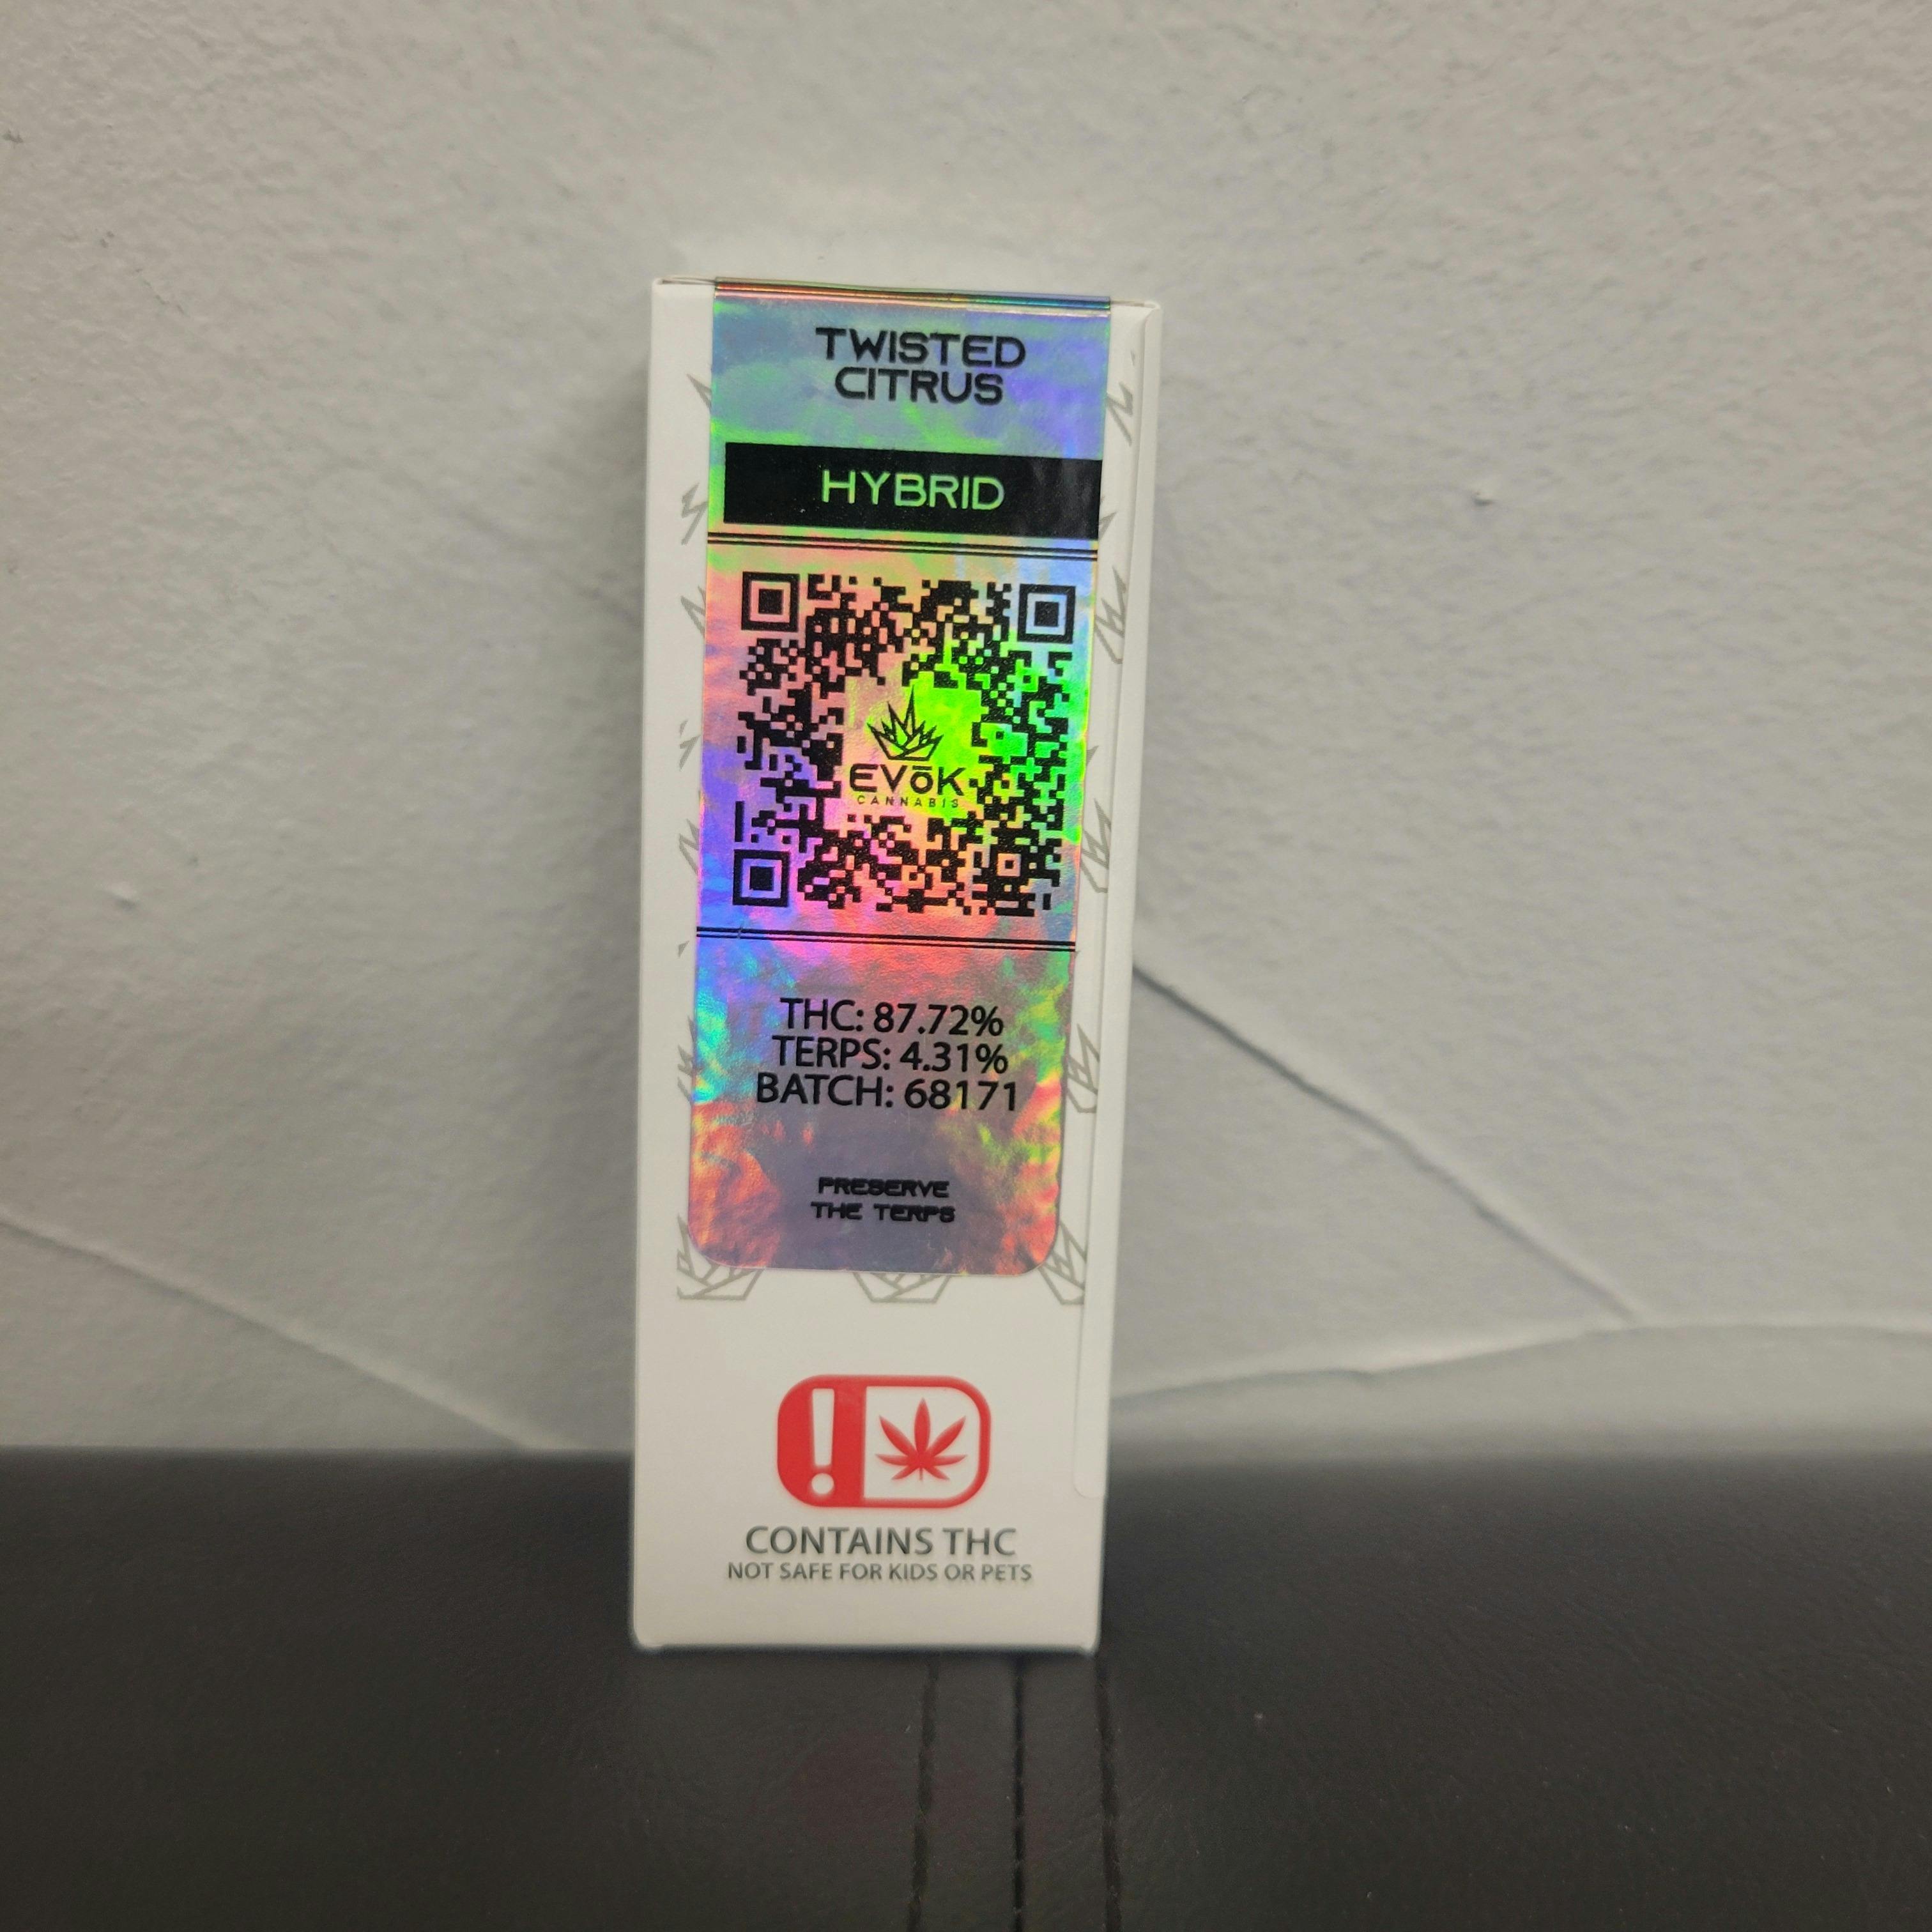 TWISTED
CITRUS
HYBRID
EVōK
CANNABIS
THC: 87.72%
TERPS: 4.31%
BATCH: 68171
PRESERVE
THE TERPS
!
CONTAINS THC
NOT SAFE FOR KIDS OR PETS